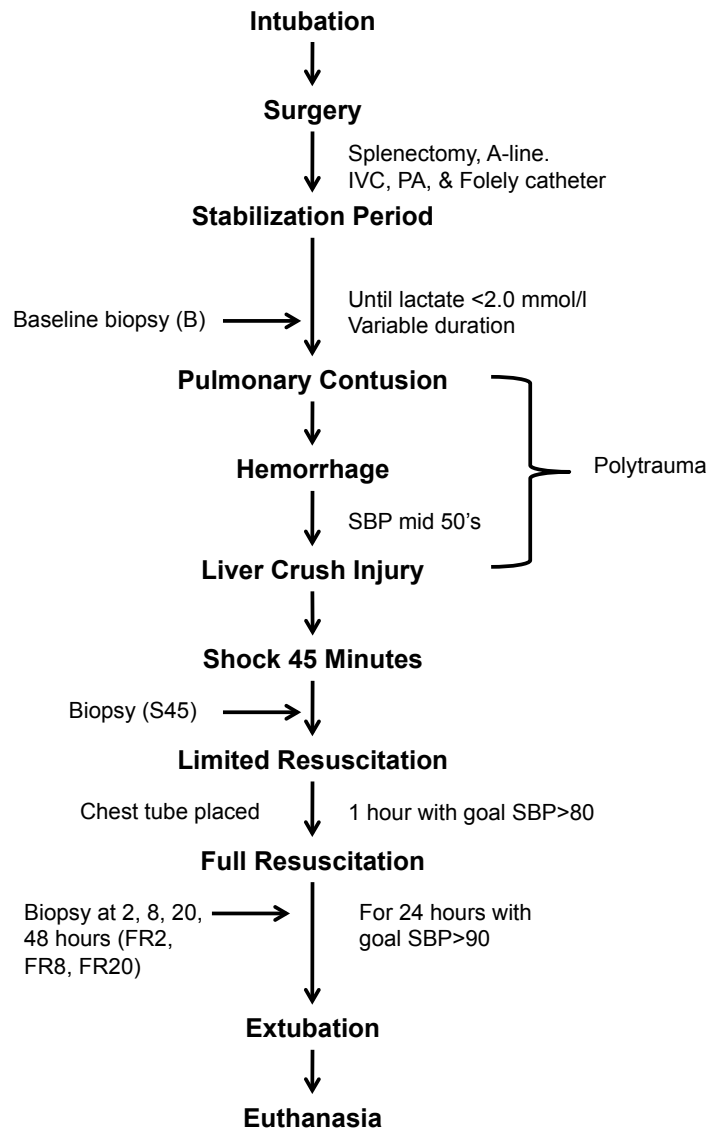 Intubation
Surgery
Splenectomy, A-line.
IVC, PA, & Folely catheter
Stabilization Period
Baseline biopsy (B)
Until lactate <2.0 mmol/l
Variable duration
Pulmonary Contusion
Hemorrhage
Polytrauma
SBP mid 50’s
Liver Crush Injury
Shock 45 Minutes
Biopsy (S45)
Limited Resuscitation
Chest tube placed
1 hour with goal SBP>80
Full Resuscitation
Biopsy at 2, 8, 20,
48 hours (FR2,
FR8, FR20)
For 24 hours with
goal SBP>90
Extubation
Euthanasia